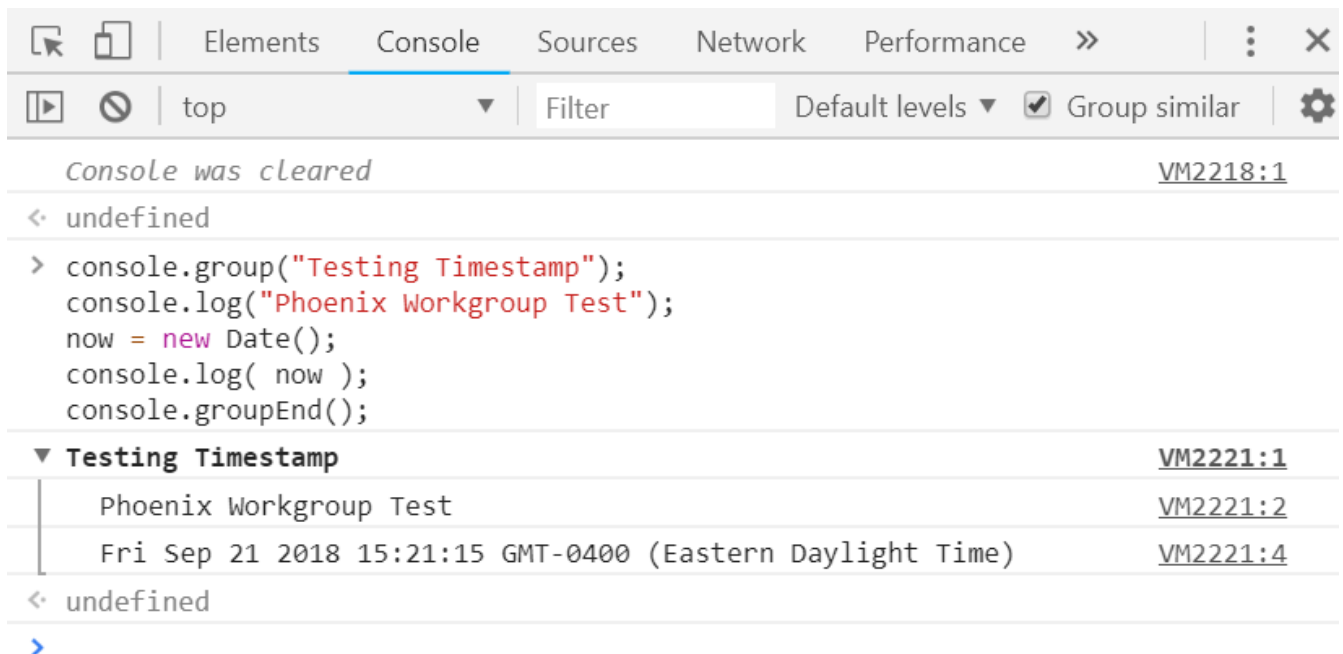 Elements Console Sources Network Performance »
top ▼ Filter Default levels ▼ Group similar
Console was cleared VM2218:1
undefined
> console.group("Testing Timestamp");
console.log("Phoenix Workgroup Test");
now = new Date();
console.log( now );
console.groupEnd();
▼ Testing Timestamp VM2221:1
Phoenix Workgroup Test VM2221:2
Fri Sep 21 2018 15:21:15 GMT-0400 (Eastern Daylight Time) VM2221:4
undefined
>